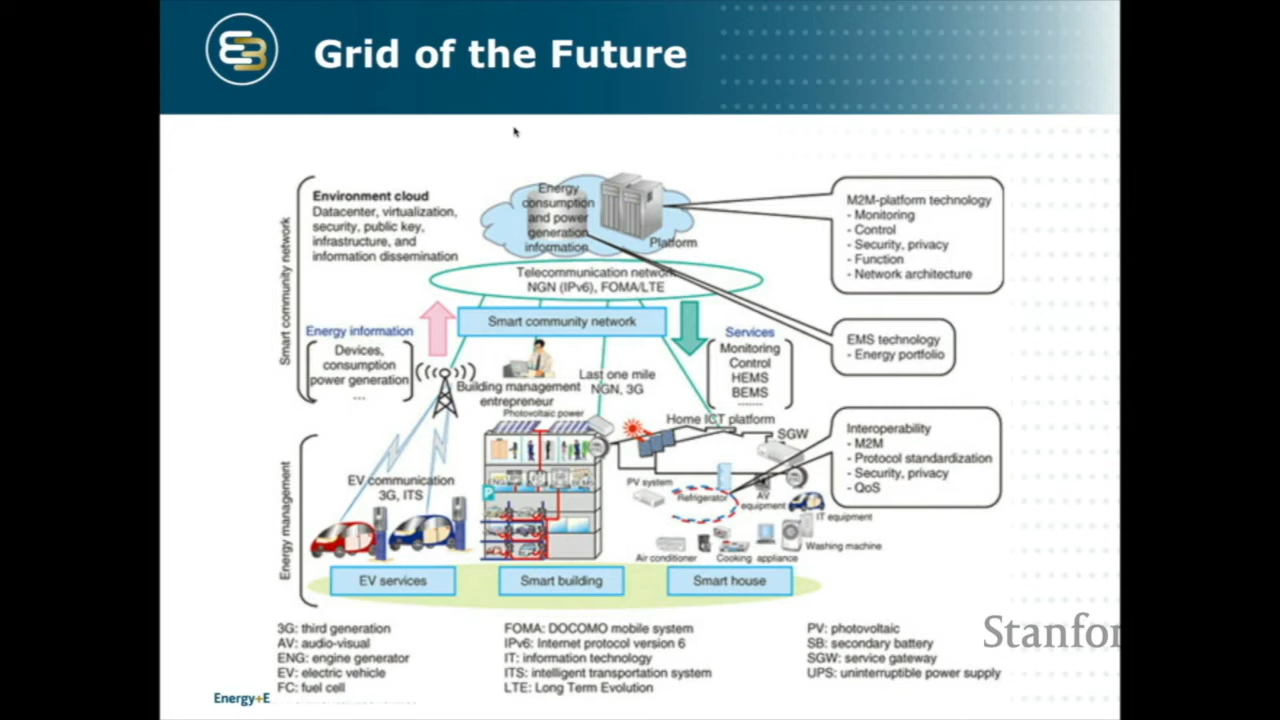 Grid of the Future
Environment cloud
Datacenter, virtualization,
security, public key,
infrastructure, and
information dissemination
Smart community network
Energy
consumption
and power
generation
information
Platform
M2M-platform technology
- Monitoring
- Control
- Security, privacy
- Function
- Network architecture
Telecommunication network
NGN (IPv6), FOMA/LTE
Smart community network
Energy information
Devices,
consumption
power generation
...
Services
Monitoring
Control
HEMS
BEMS
.......
EMS technology
- Energy portfolio
Building management
entrepreneur
Last one mile
NGN, 3G
Photovoltaic power
Home ICT platform
SGW
Interoperability
- M2M
- Protocol standardization
- Security, privacy
- QoS
Energy management
EV communication
3G, ITS
P
PV system
Refrigerator
AV
equipment
IT equipment
Washing machine
Air conditioner
Cooking appliance
EV services
Smart building
Smart house
3G: third generation
AV: audio-visual
ENG: engine generator
EV: electric vehicle
FC: fuel cell
FOMA: DOCOMO mobile system
IPv6: Internet protocol version 6
IT: information technology
ITS: intelligent transportation system
LTE: Long Term Evolution
PV: photovoltaic
SB: secondary battery
SGW: service gateway
UPS: uninterruptible power supply
Stanfor
Energy+E